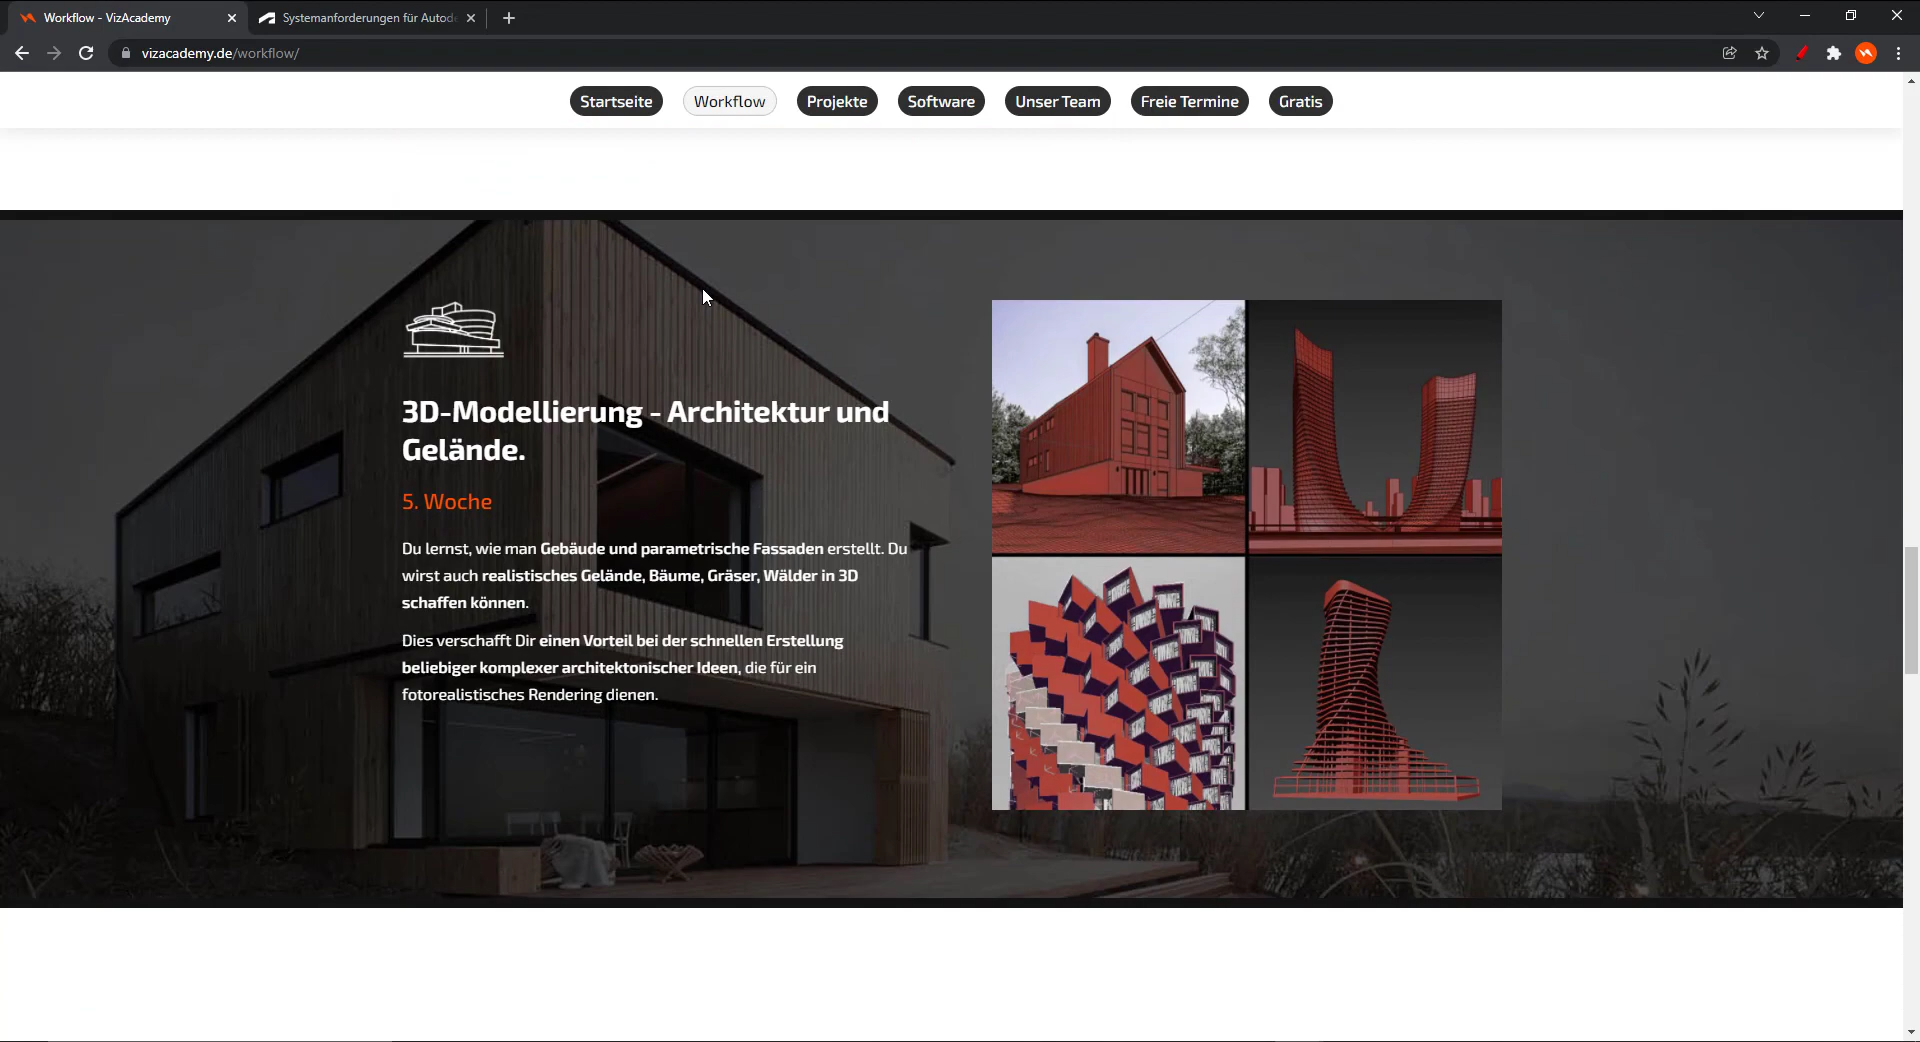 Workflow - VizAcademy
Systemanforderungen für Autod
vizacademy.de/workflow/
Startseite
Workflow
Projekte
Software
Unser Team
Freie Termine
Gratis
3D-Modellierung - Architektur und
Gelände.
5. Woche
Du lernst, wie man Gebäude und parametrische Fassaden erstellt. Du
wirst auch realistisches Gelände, Bäume, Gräser, Wälder in 3D
schaffen können.
Dies verschafft Dir einen Vorteil bei der schnellen Erstellung
beliebiger komplexer architektonischer Ideen, die für ein
fotorealistisches Rendering dienen.